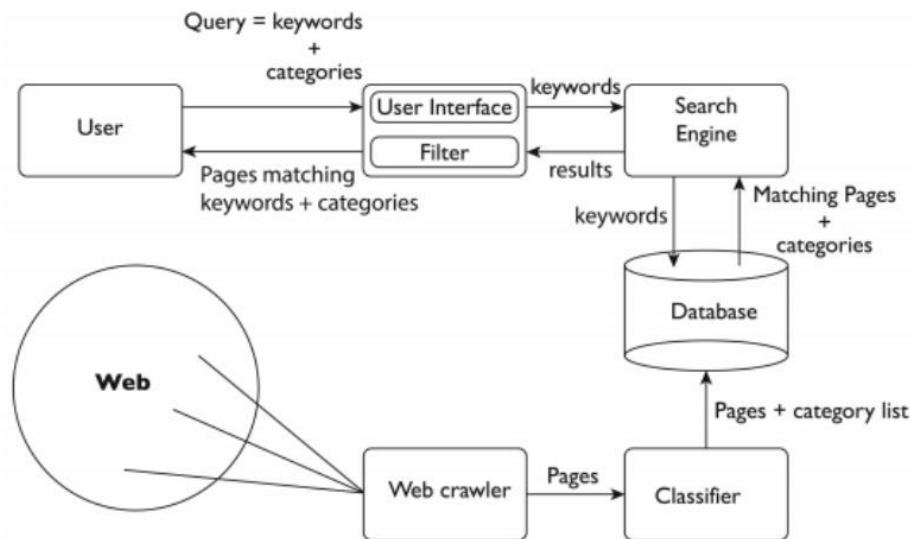 Query = keywords
+
categories
User
User Interface
Filter
keywords
results
Search
Engine
Pages matching
keywords + categories
keywords
Matching Pages
+
categories
Database
Web
Pages + category list
Web crawler
Pages
Classifier